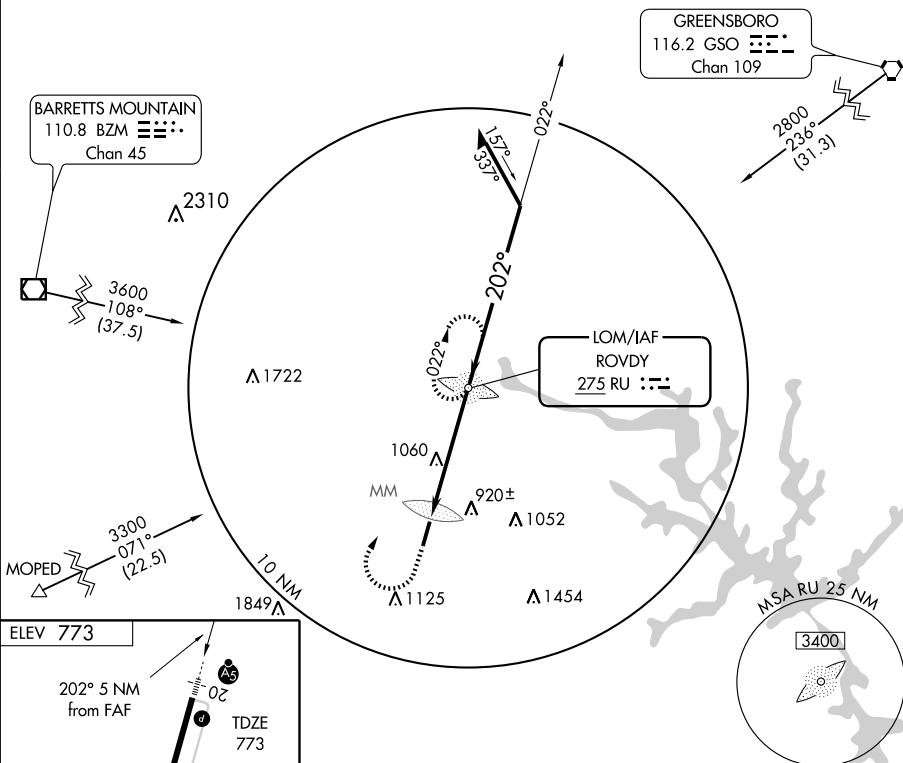 GREENSBORO
116.2 GSO
Chan 109
BARRETTS MOUNTAIN
110.8 BZM
Chan 45
022°
157°
337°
2800
236°
(31.3)
2310
202°
3600
108°
(37.5)
LOM/IAF
ROVDY
275 RU
022°
1722
1060
MM
920±
1052
3300
071°
(22.5)
MOPED
10 NM
1849
1125
1454
MSA RU 25 NM
3400
ELEV 773
202° 5 NM
from FAF
A5
20
P
TDZE
773